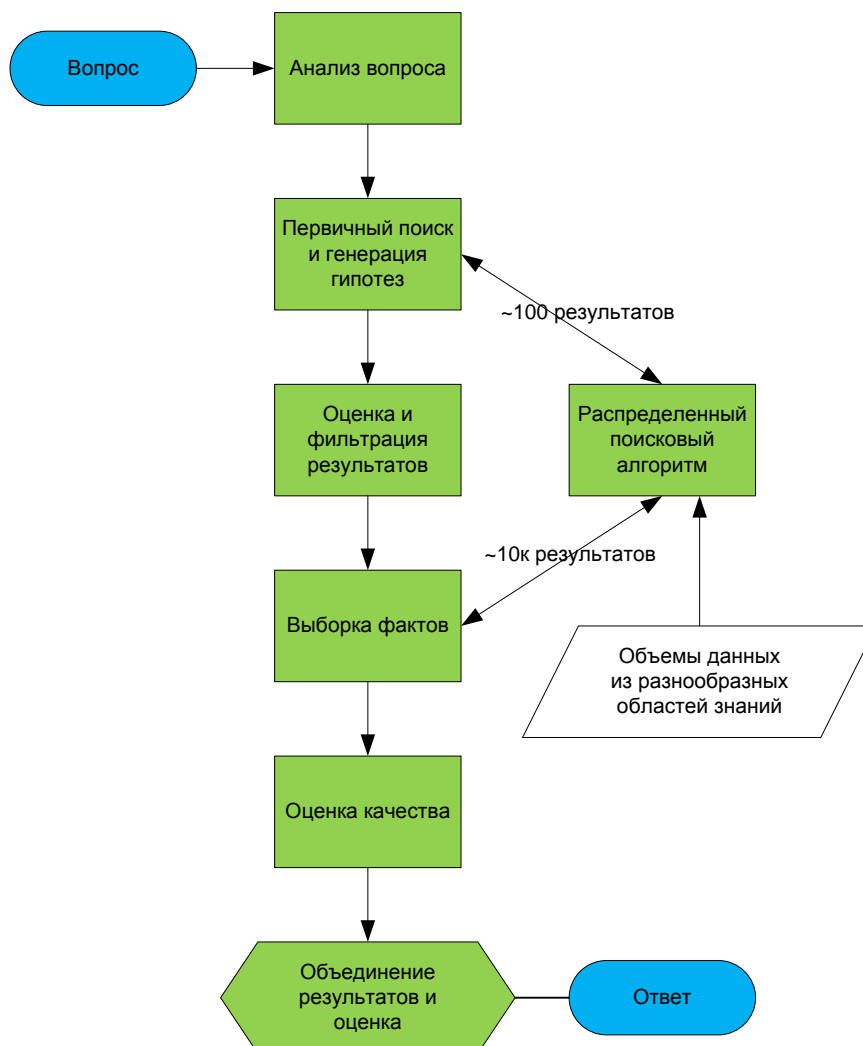 Вопрос
Анализ вопроса
Первичный поиск
и генерация
гипотез
~100 результатов
Оценка и
фильтрация
результатов
Распределенный
поисковый
алгоритм
~10к результатов
Выборка фактов
Объемы данных
из разнообразных
областей знаний
Оценка качества
Объединение
результатов и
оценка
Ответ